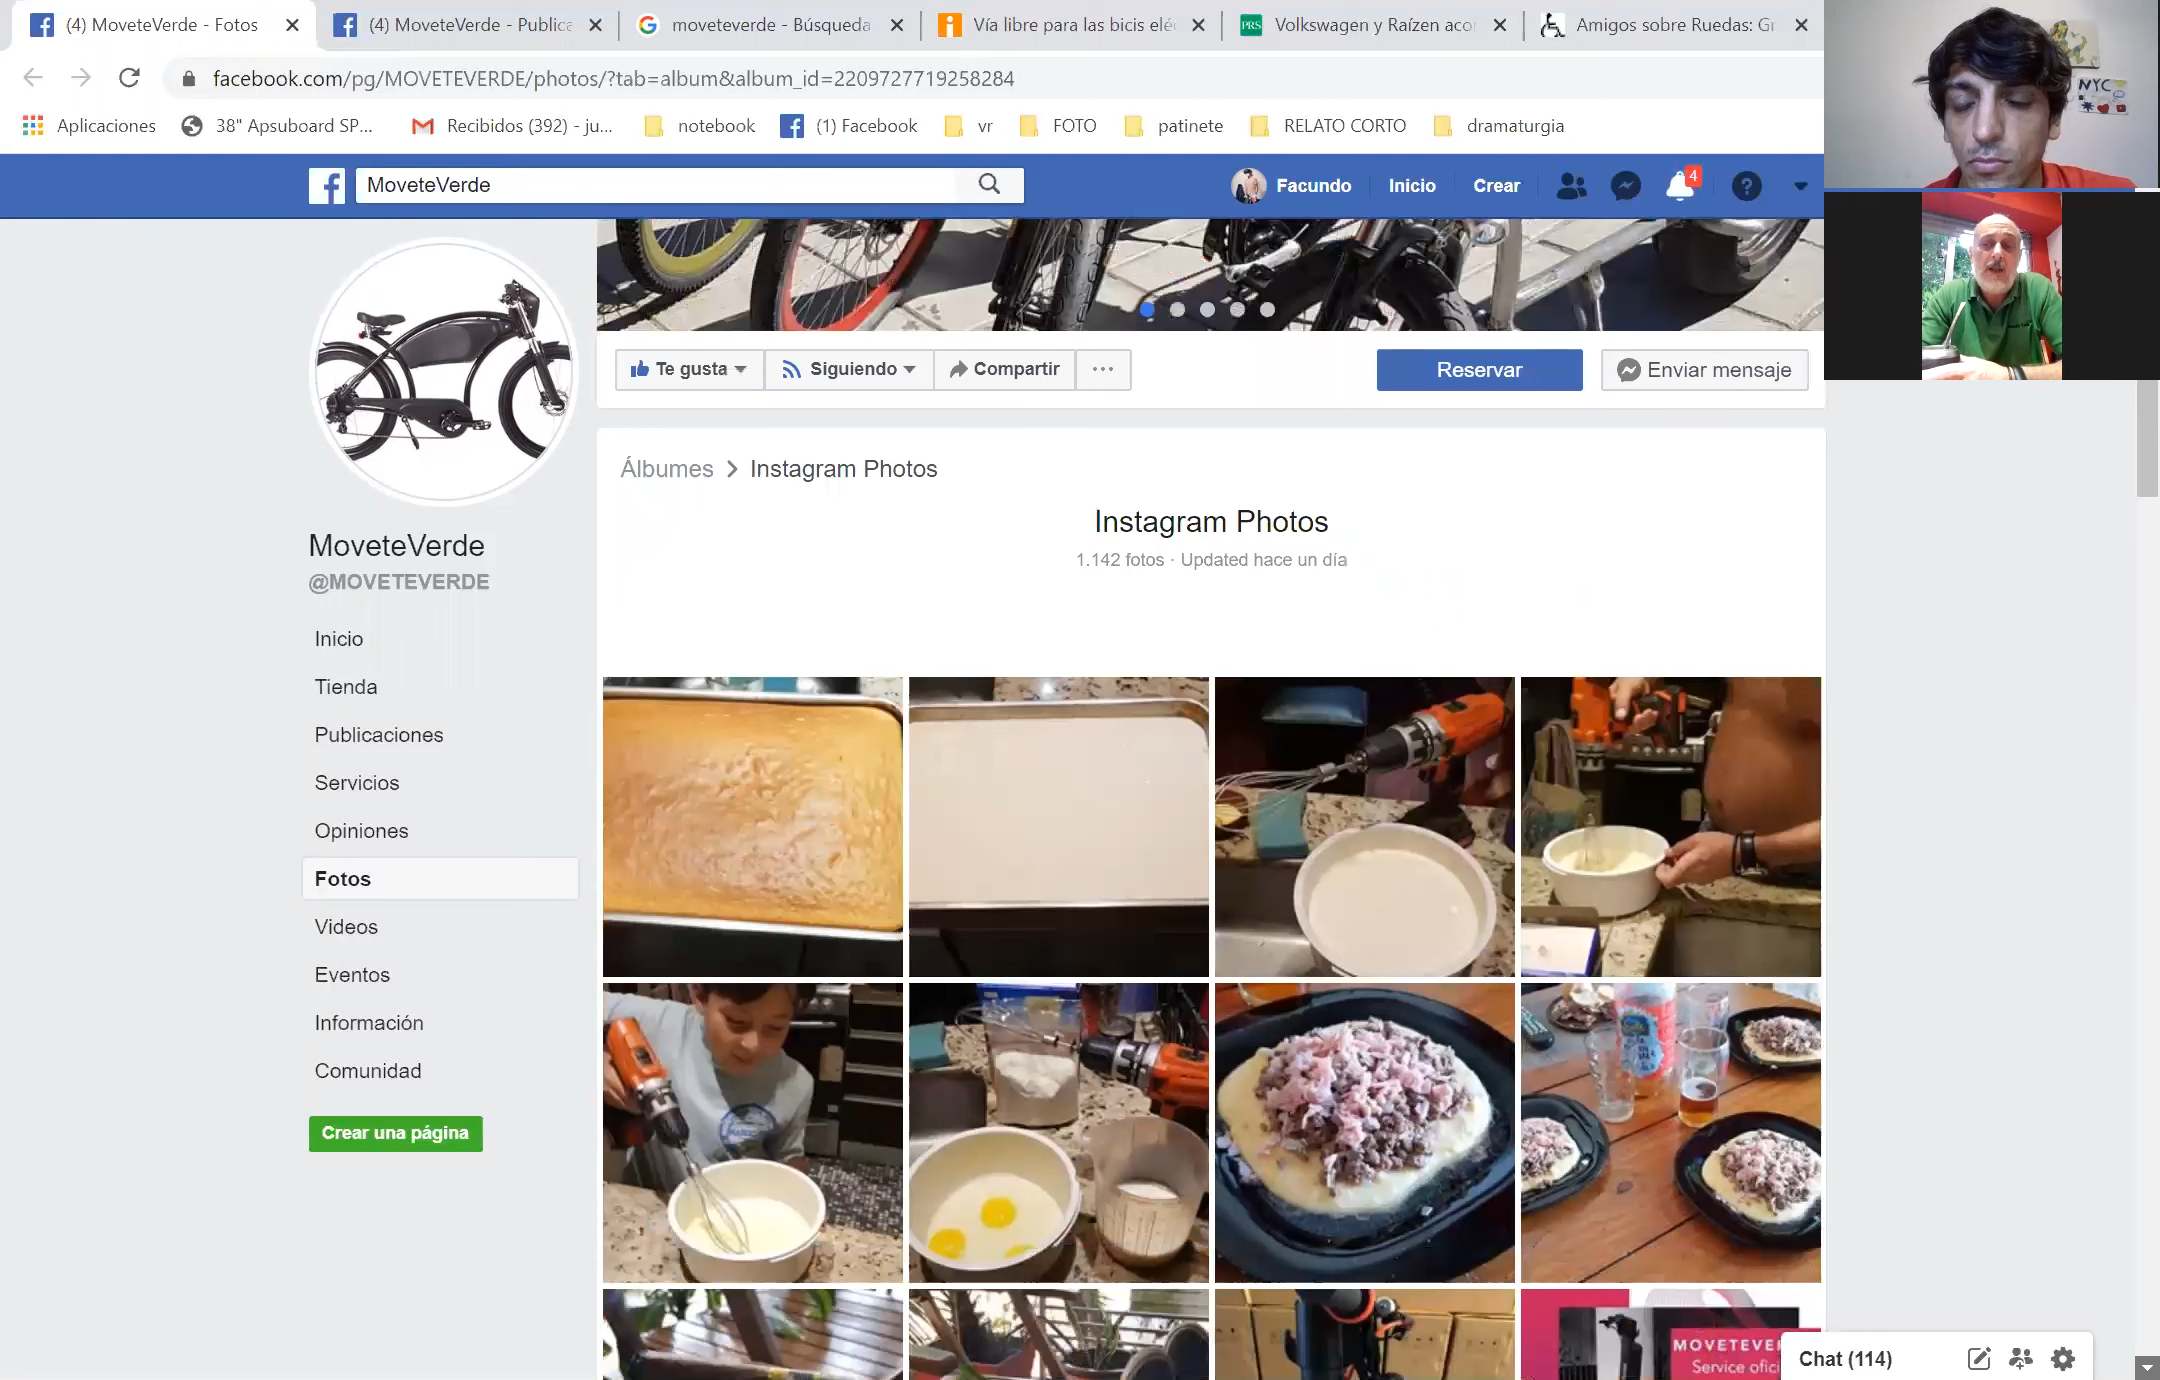 (4) MoveteVerde - Fotos
(4) MoveteVerde - Publica
moveteverde - Búsqueda
Vía libre para las bicis elé
Volkswagen y Raízen aco
Amigos sobre Ruedas: G
facebook.com/pg/MOVETEVERDE/photos/?tab=album&album_id=2209727719258284
Aplicaciones
38" Apsuboard SP...
Recibidos (392) - ju...
notebook
(1) Facebook
vr
FOTO
patinete
RELATO CORTO
dramaturgia
NYC
MoveteVerde
Facundo
Inicio
Crear
4
Te gusta
Siguiendo
Compartir
Reservar
Enviar mensaje
Álbumes > Instagram Photos
Instagram Photos
1.142 fotos · Updated hace un día
MoveteVerde
@MOVETEVERDE
Inicio
Tienda
Publicaciones
Servicios
Opiniones
Fotos
Videos
Eventos
Información
Comunidad
Crear una página
MOVETEVE
Service ofici
Chat (114)